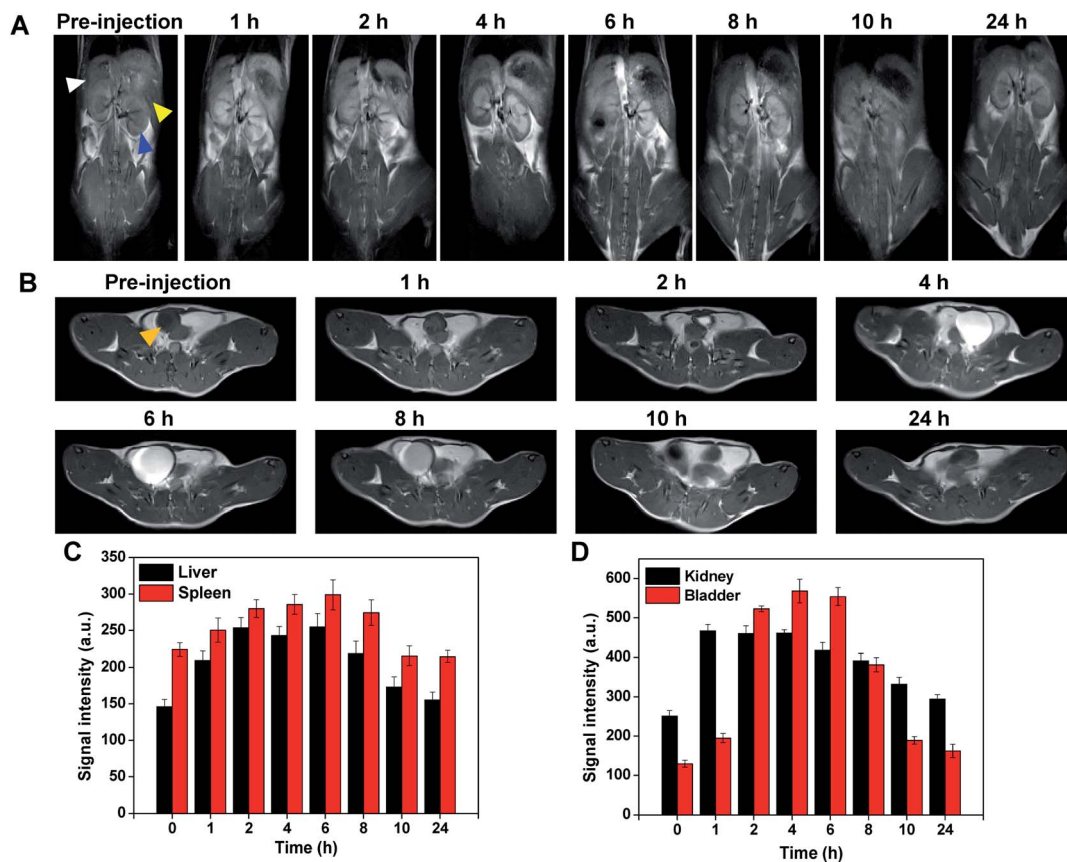 A
Pre-injection 1 h 2 h 4 h 6 h 8 h 10 h 24 h
B
Pre-injection 1 h 2 h 4 h
6 h 8 h 10 h 24 h
C
Signal intensity (a.u.)
350
300
250
200
150
100
50
0
Liver
Spleen
0 1 2 4 6 8 10 24
Time (h)
D
Signal intensity (a.u.)
600
500
400
300
200
100
0
Kidney
Bladder
0 1 2 4 6 8 10 24
Time (h)